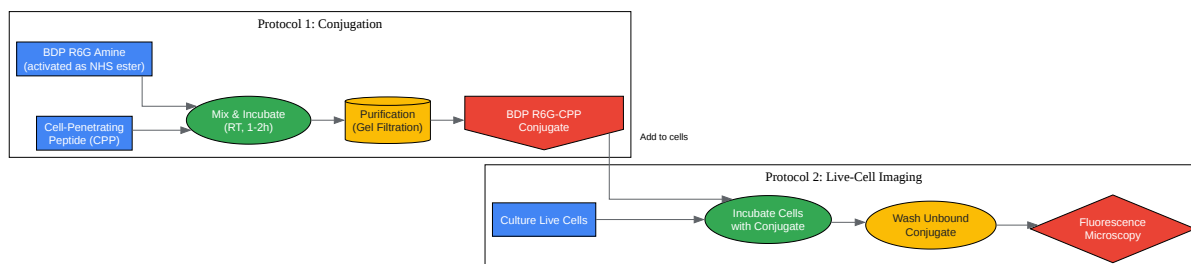 Protocol 1: Conjugation
BDP R6G Amine
(activated as NHS ester)
Cell-Penetrating
Peptide (CPP)
Mix & Incubate
(RT, 1-2h)
Purification
(Gel Filtration)
BDP R6G-CPP
Conjugate
Add to cells
Protocol 2: Live-Cell Imaging
Culture Live Cells
Incubate Cells
with Conjugate
Wash Unbound
Conjugate
Fluorescence
Microscopy